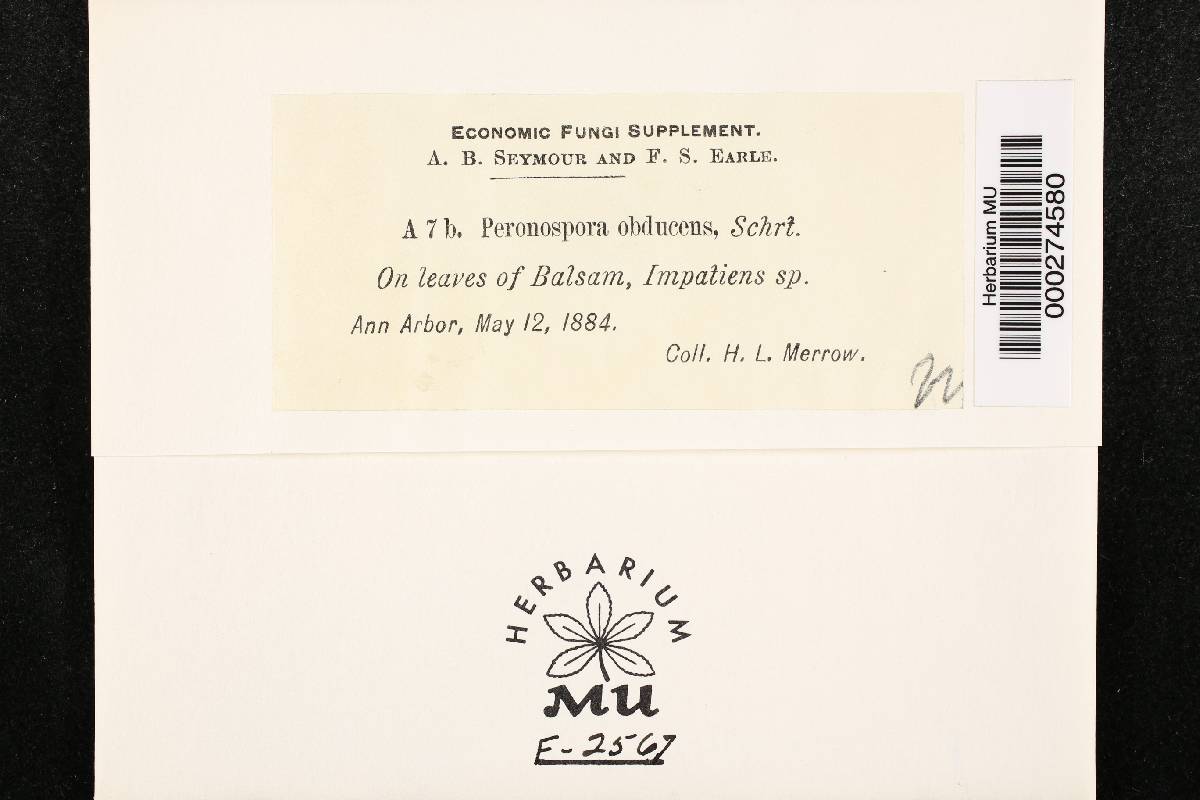 ECONOMIC FUNGI SUPPLEMENT.
A. B. SEYMOUR AND F. S. EARLE.
A 7 b. Peronospora obducens, Schrt.
On leaves of Balsam, Impatiens sp.
Ann Arbor, May 12, 1884.
Coll. H. L. Merrow.
Herbarium MU
000274580
HERBARIUM
MU
F-2567